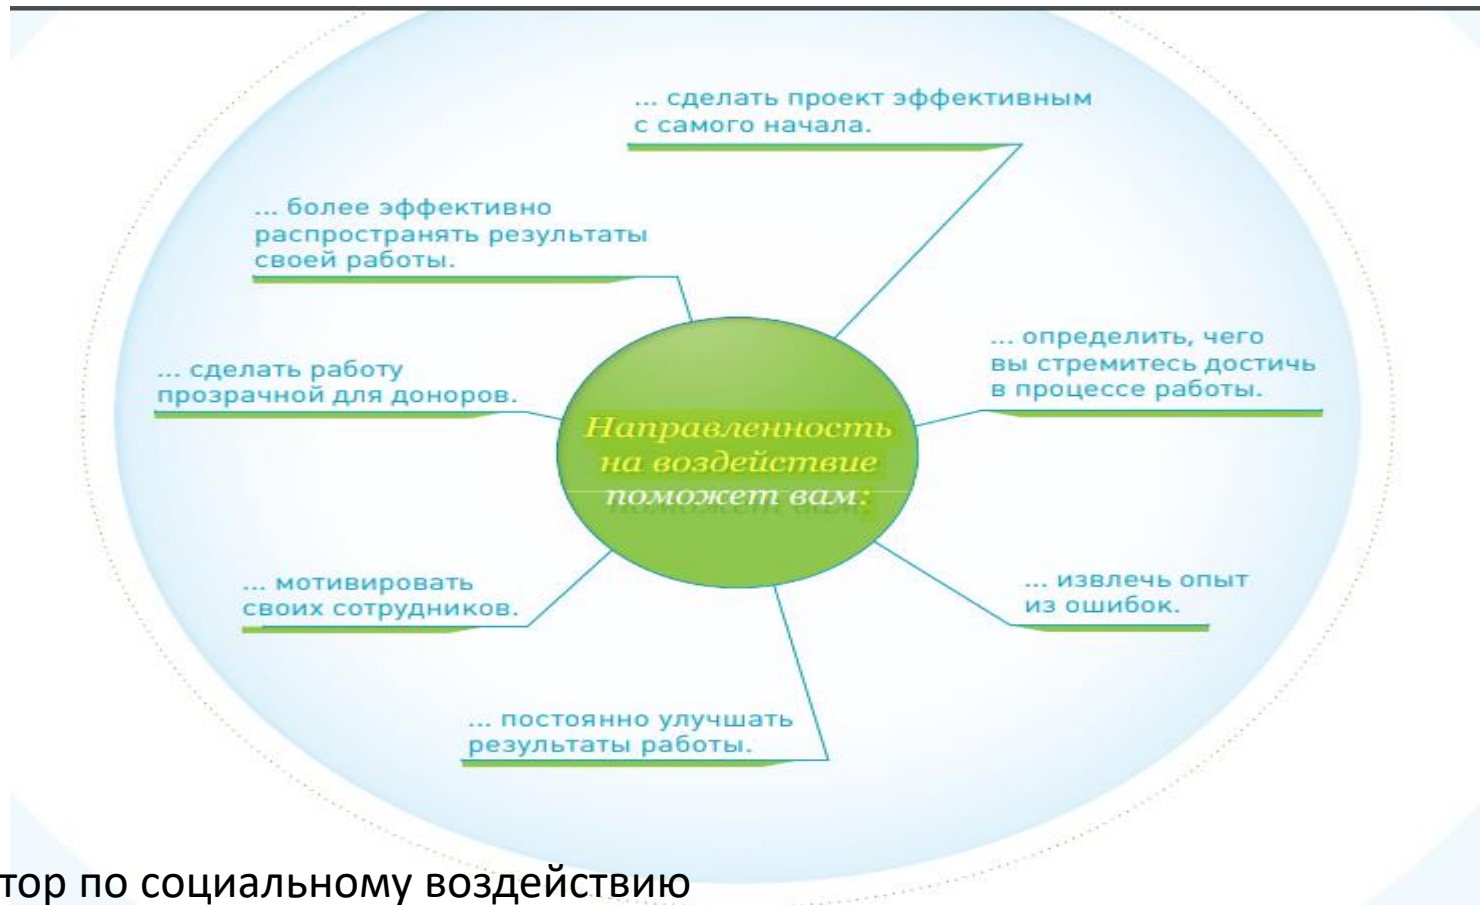 ... сделать проект эффективным
с самого начала.
... более эффективно
распространять результаты
своей работы.
... определить, чего
вы стремитесь достичь
в процессе работы.
... сделать работу
прозрачной для доноров.
Направленность
на воздействие
поможет вам:
... мотивировать
своих сотрудников.
... извлечь опыт
из ошибок.
... постоянно улучшать
результаты работы.
тор по социальному воздействию